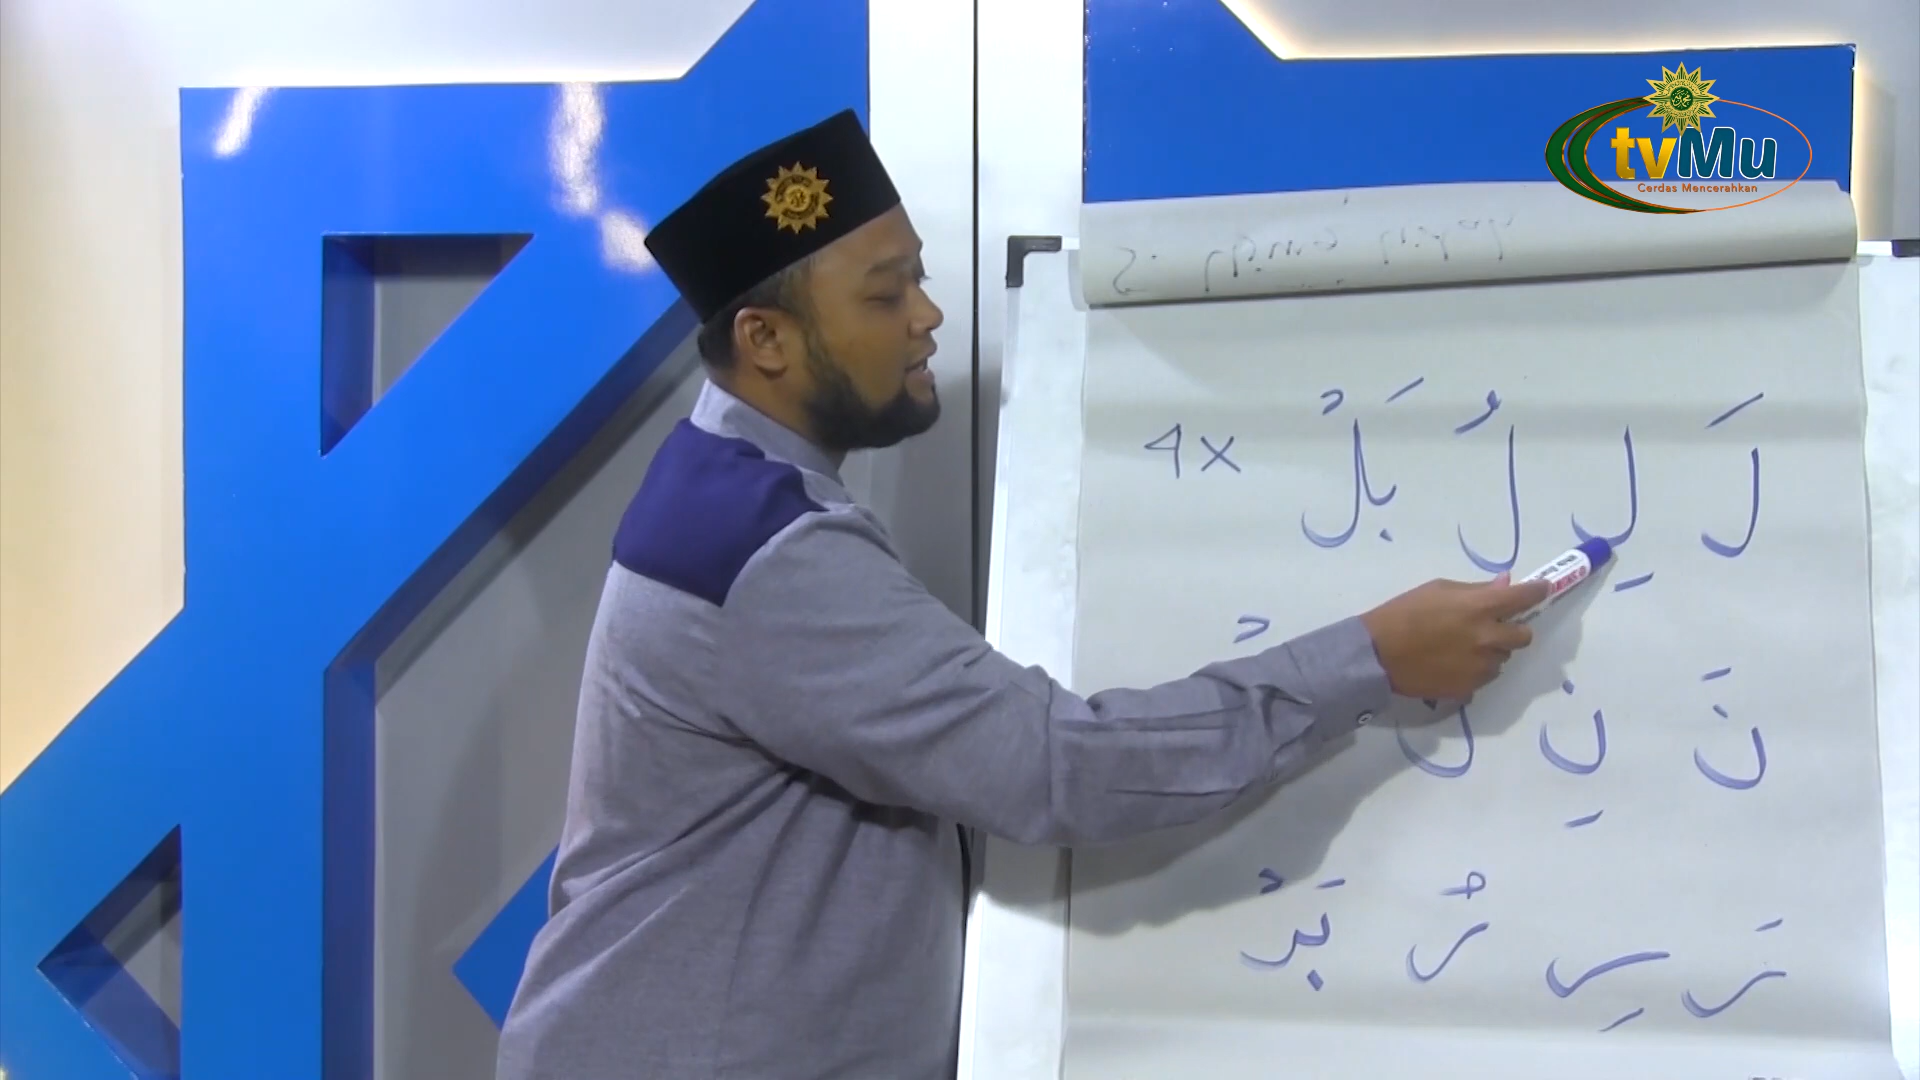 tvMu
Cerdas Mencerahkan
لَ لِ لُ بَلْ 4x
نَ نِ نُ
رَ رِ رُ بَرْ